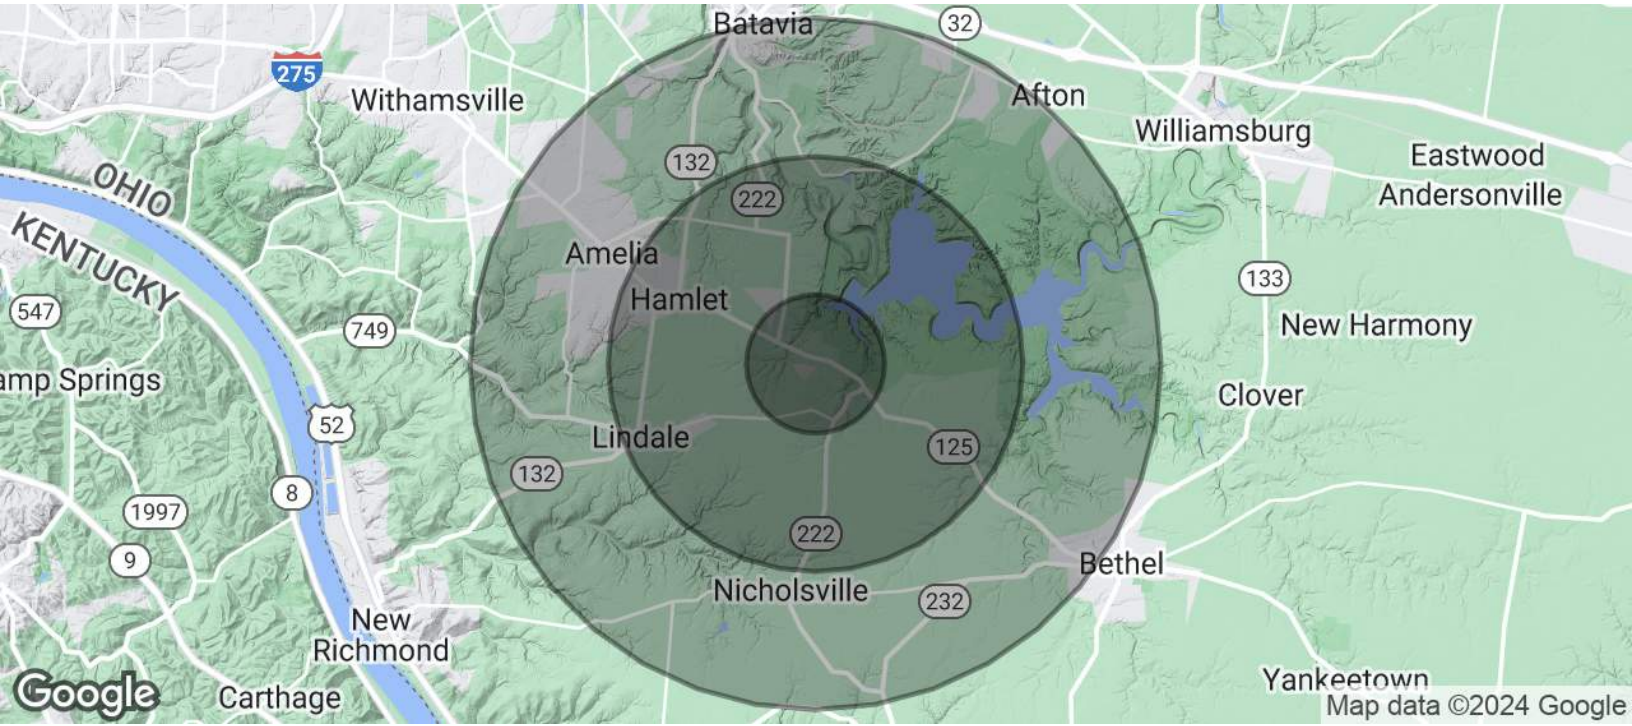 Batavia
32
275
Withamsville
Afton
Williamsburg
Eastwood
Andersonville
132
222
OHIO
KENTUCKY
Amelia
Hamlet
133
547
749
New Harmony
amp Springs
Clover
52
Lindale
125
132
8
1997
222
9
Bethel
Nicholsville
232
New
Richmond
Carthage
Yankeetown
Google
Map data ©2024 Google